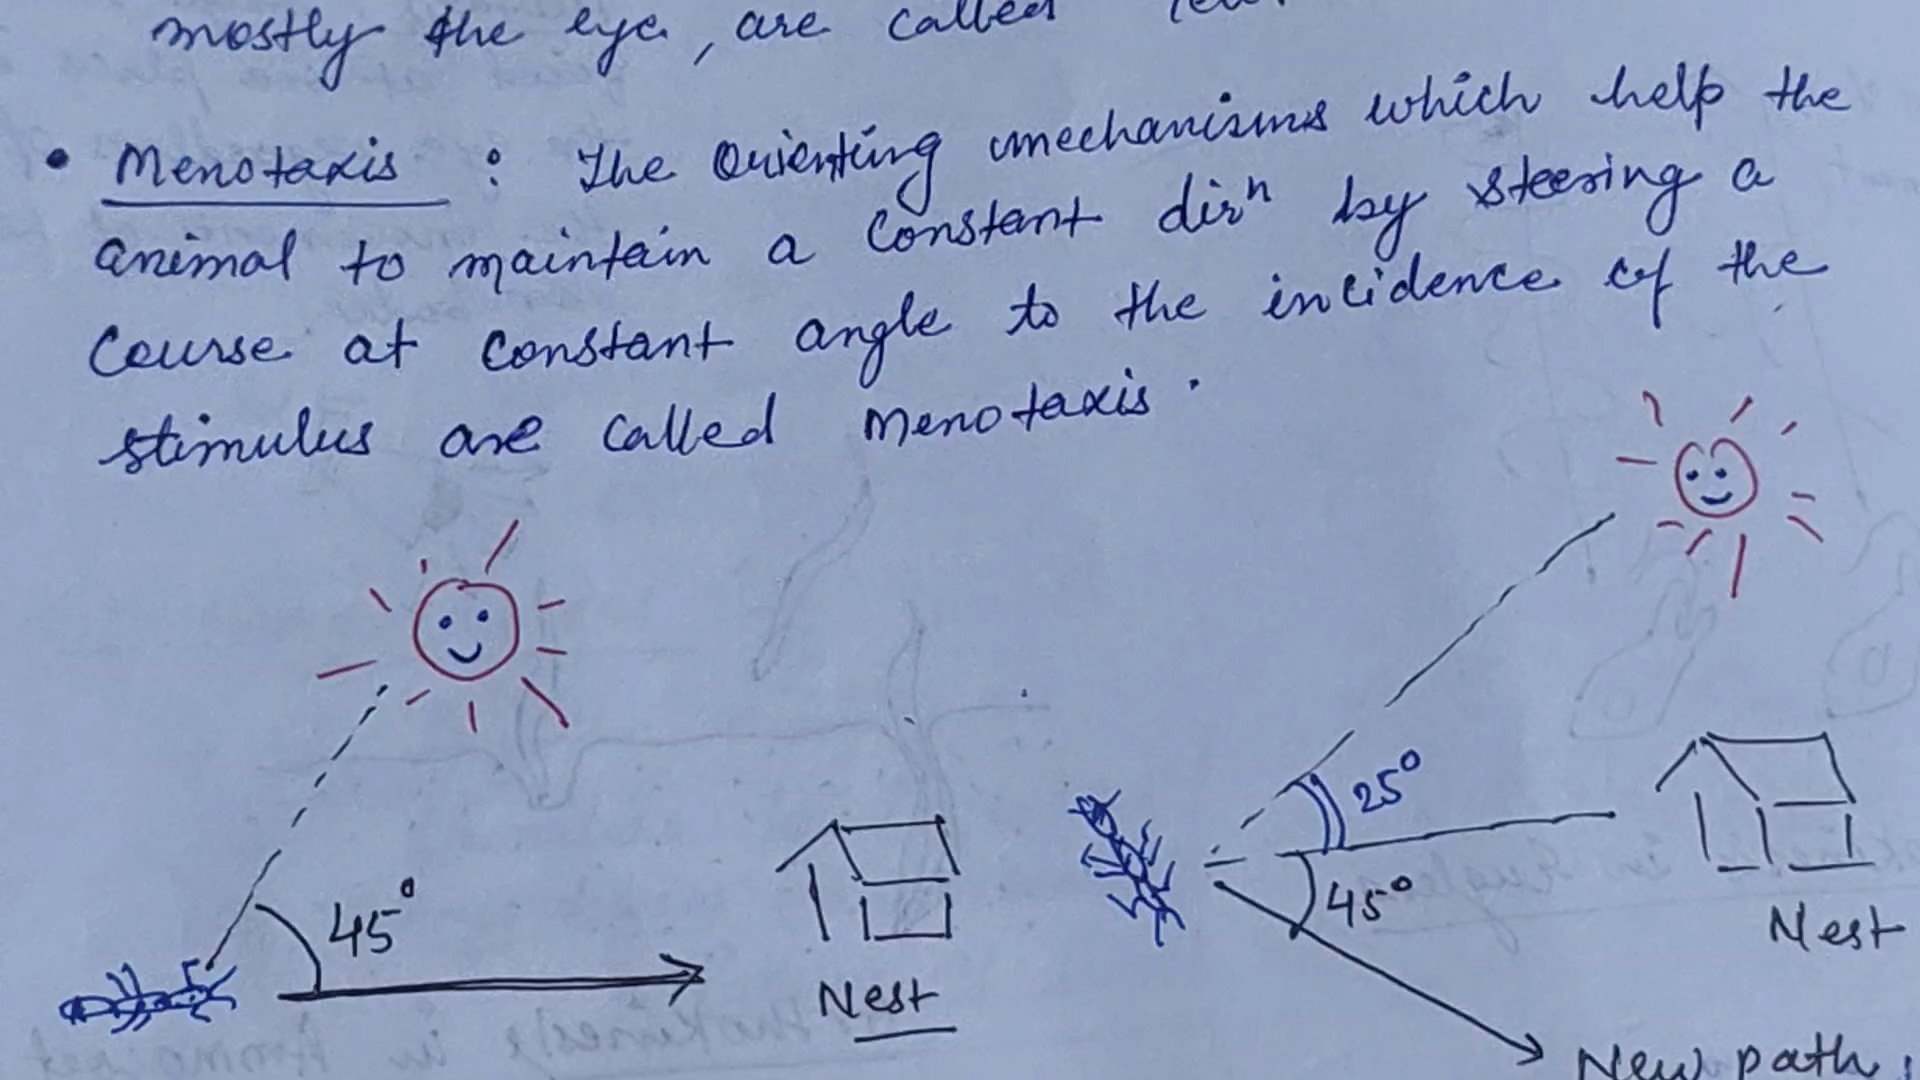 mostly the eye, are called
• Menotaxis : The Orienting mechanisms which help the
animal to maintain a constant dirⁿ by steering a
course at constant angle to the incidence of the
stimulus are called Menotaxis.
45°
Nest
25°
45°
Nest
New path